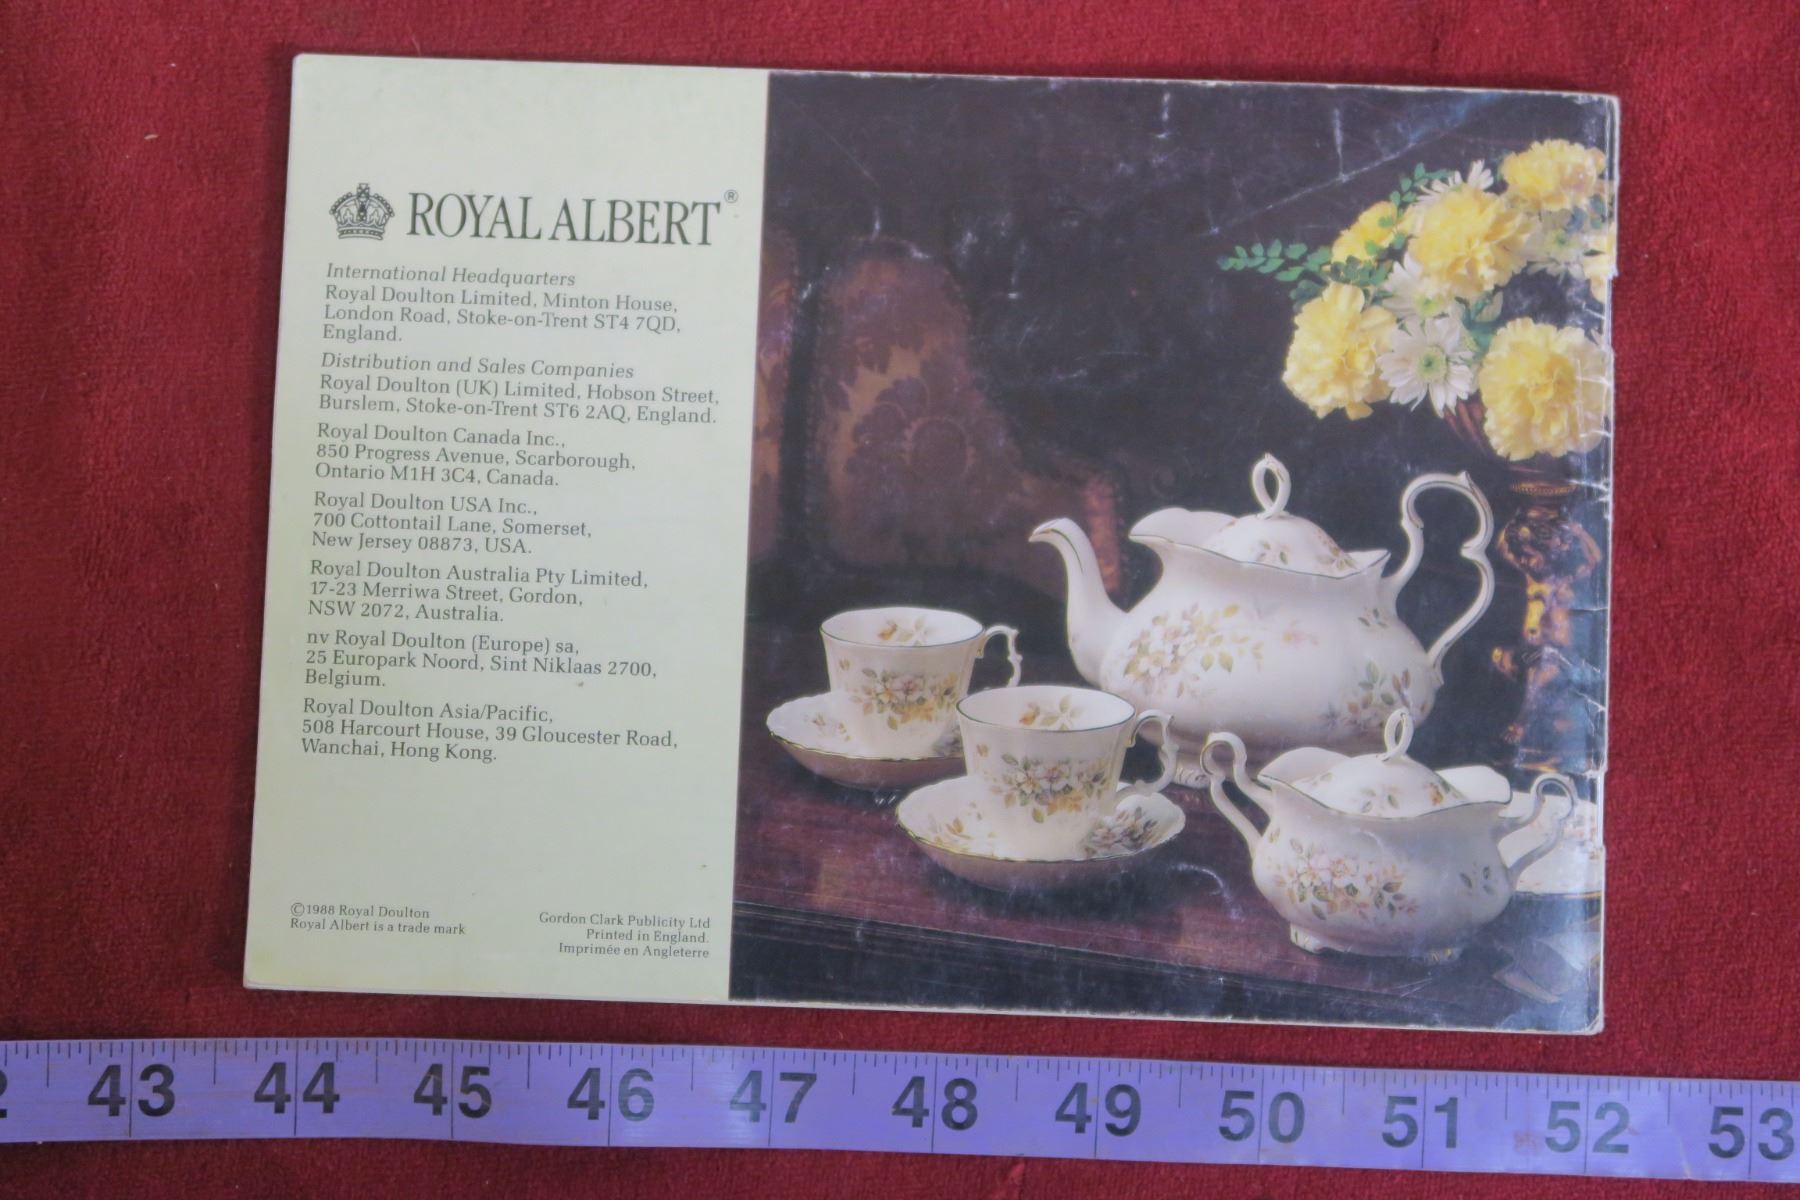 ROYAL ALBERT®
International Headquarters
Royal Doulton Limited, Minton House,
London Road, Stoke-on-Trent ST4 7QD,
England.
Distribution and Sales Companies
Royal Doulton (UK) Limited, Hobson Street,
Burslem, Stoke-on-Trent ST6 2AQ, England.
Royal Doulton Canada Inc.,
850 Progress Avenue, Scarborough,
Ontario M1H 3C4, Canada.
Royal Doulton USA Inc.,
700 Cottontail Lane, Somerset,
New Jersey 08873, USA.
Royal Doulton Australia Pty Limited,
17-23 Merriwa Street, Gordon,
NSW 2072, Australia.
nv Royal Doulton (Europe) sa,
25 Europark Noord, Sint Niklaas 2700,
Belgium.
Royal Doulton Asia/Pacific,
508 Harcourt House, 39 Gloucester Road,
Wanchai, Hong Kong.
©1988 Royal Doulton
Royal Albert is a trade mark
Gordon Clark Publicity Ltd
Printed in England.
Imprimée en Angleterre
2 43 44 45 46 47 48 49 50 51 52 53